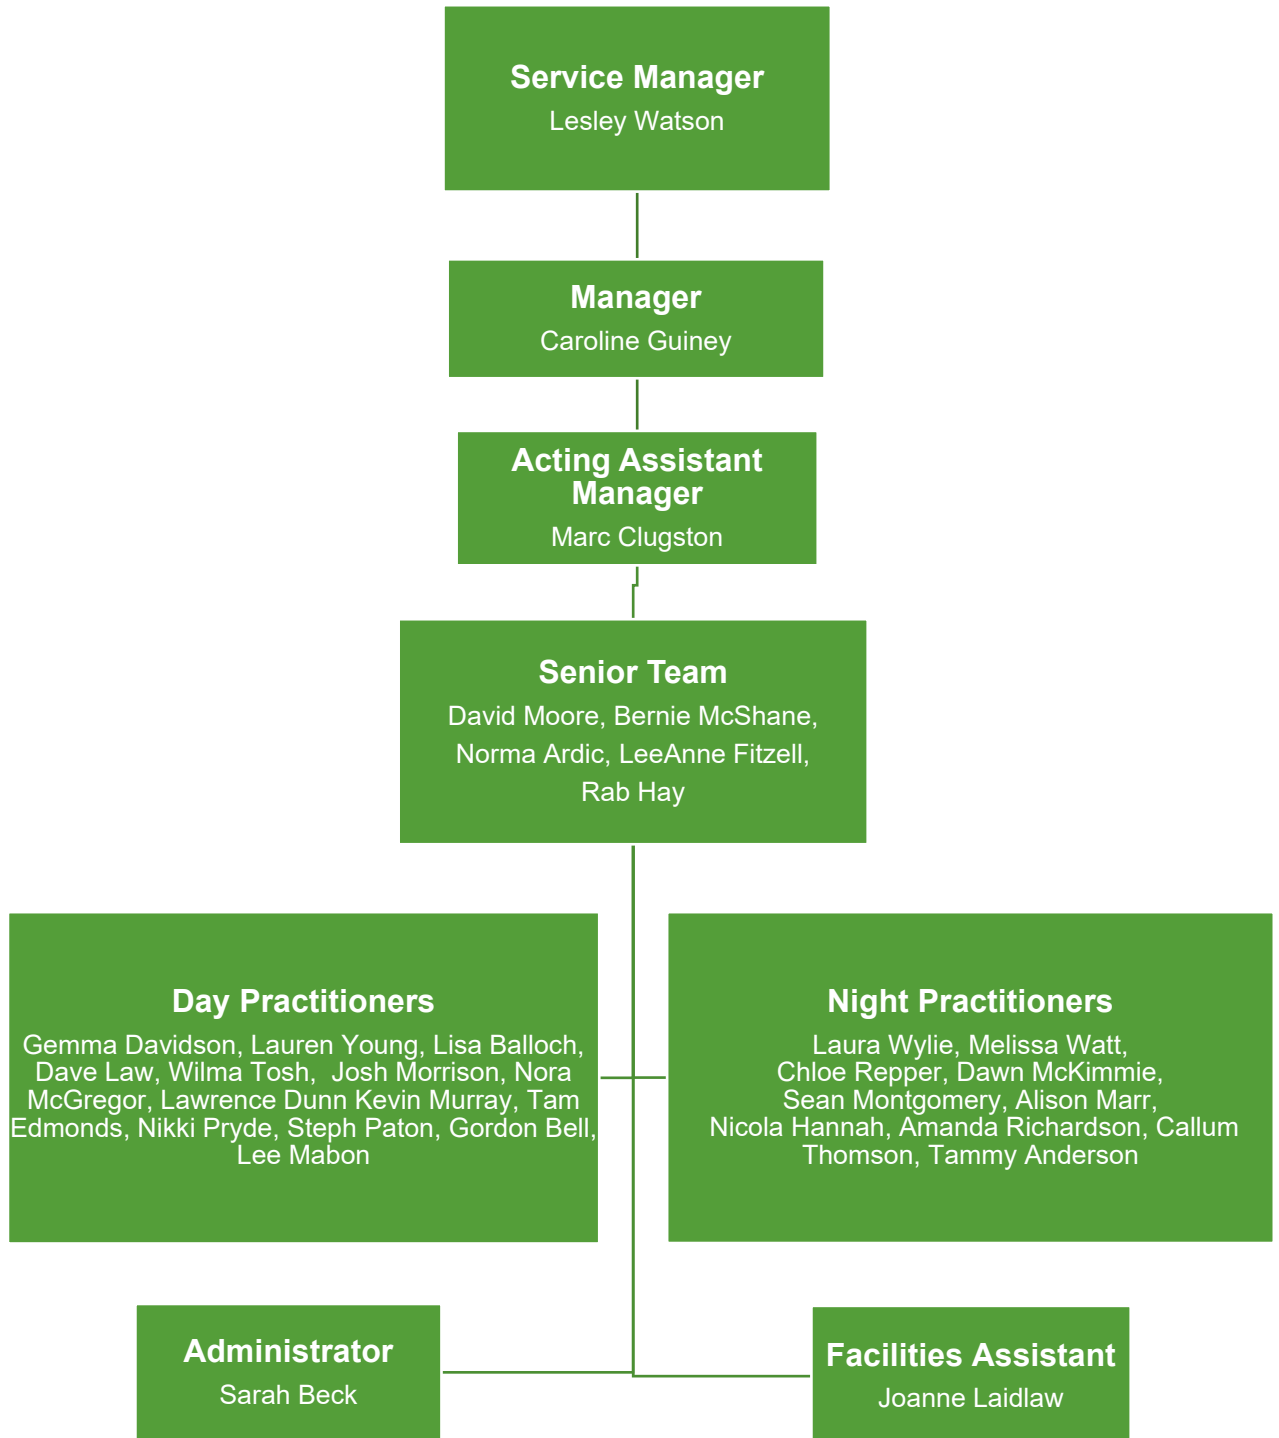 Service Manager
Lesley Watson
Manager
Caroline Guiney
Acting Assistant
Manager
Marc Clugston
Senior Team
David Moore, Bernie McShane,
Norma Ardic, LeeAnne Fitzell,
Rab Hay
Day Practitioners
Gemma Davidson, Lauren Young, Lisa Balloch,
Dave Law, Wilma Tosh,  Josh Morrison, Nora
McGregor, Lawrence Dunn Kevin Murray, Tam
Edmonds, Nikki Pryde, Steph Paton, Gordon Bell,
Lee Mabon
Night Practitioners
Laura Wylie, Melissa Watt,
Chloe Repper, Dawn McKimmie,
Sean Montgomery, Alison Marr,
Nicola Hannah, Amanda Richardson, Callum
Thomson, Tammy Anderson
Administrator
Sarah Beck
Facilities Assistant
Joanne Laidlaw